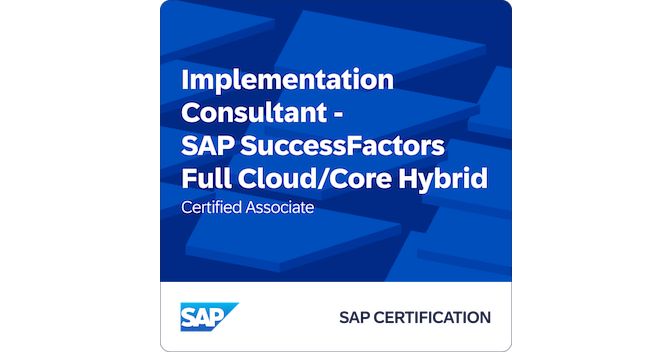 Implementation
Consultant -
SAP SuccessFactors
Full Cloud/Core Hybrid
Certified Associate
SAP
SAP CERTIFICATION